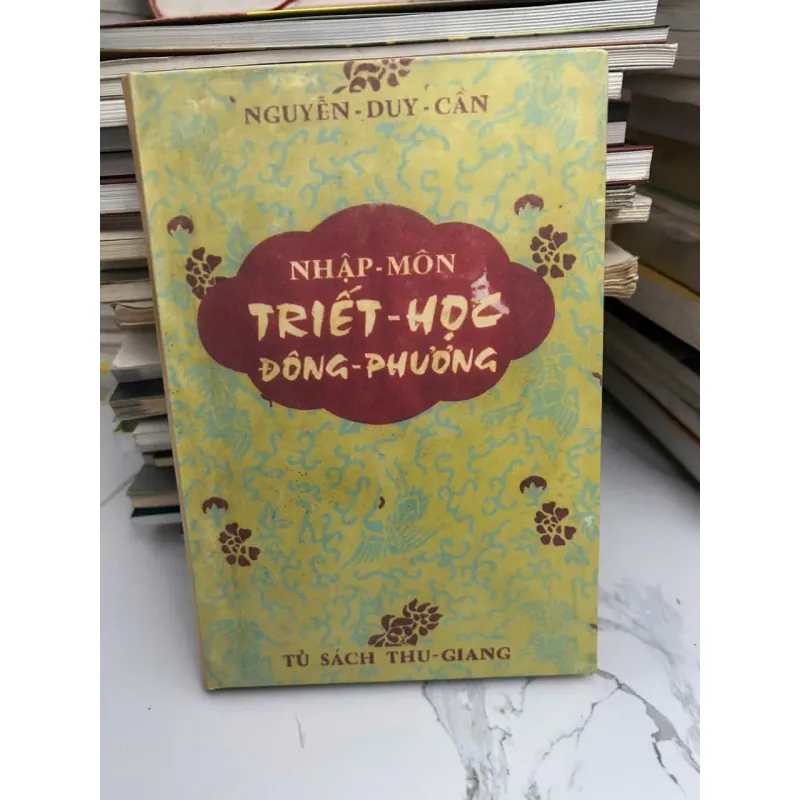 NGUYỄN-DUY-CẦN
NHẬP-MÔN
TRIẾT-HỌC
ĐÔNG-PHƯƠNG
TỦ SÁCH THU-GIANG